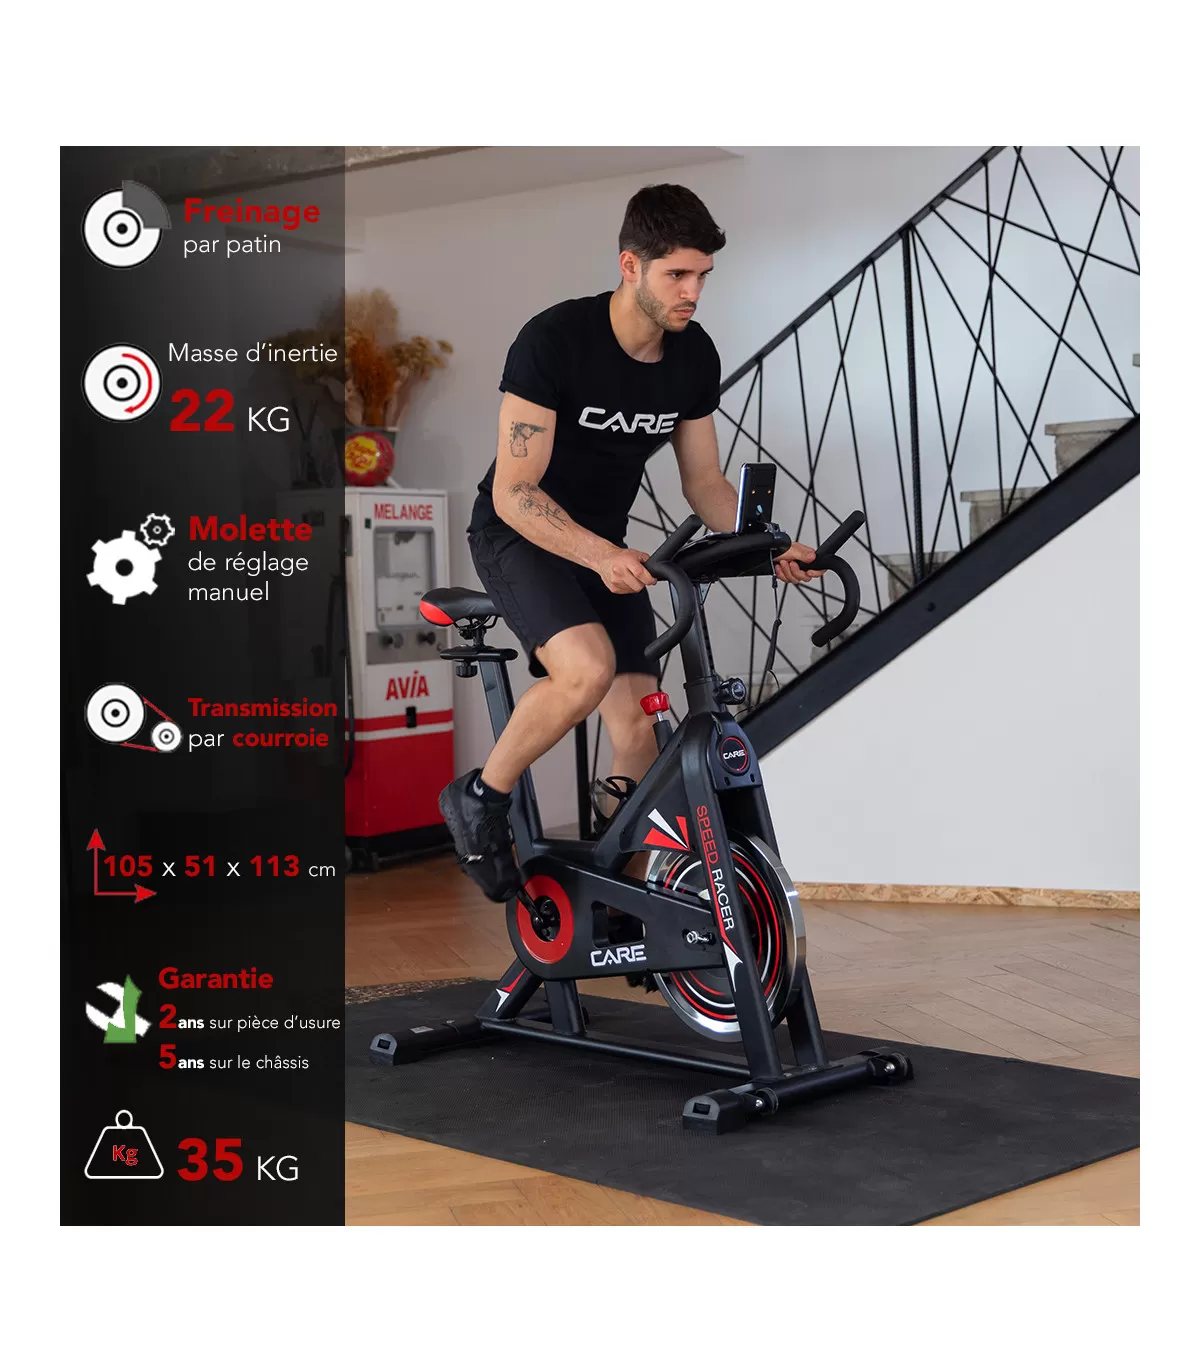 Freinage
par patin
Masse d’inertie
22 KG
Molette
de réglage
manuel
Transmission
par courroie
105 x 51 x 113 cm
Garantie
2ans sur pièce d’usure
5ans sur le châssis
Kg
35 KG
CARE
MELANGE
AVIA
CARE
SPEED RACER
CARE